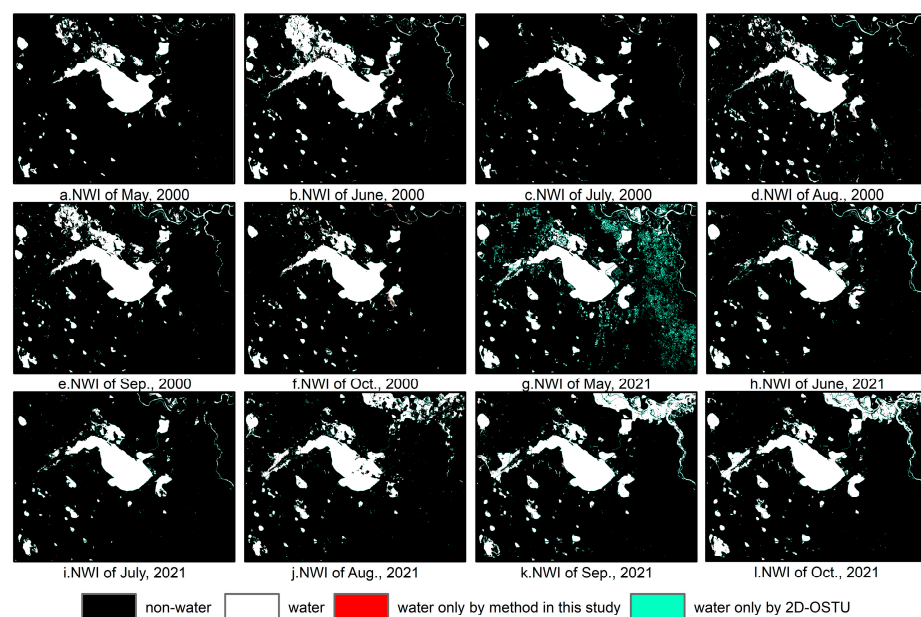 a.NWI of May, 2000
b.NWI of June, 2000
c.NWI of July, 2000
d.NWI of Aug., 2000
e.NWI of Sep., 2000
f.NWI of Oct., 2000
g.NWI of May, 2021
h.NWI of June, 2021
i.NWI of July, 2021
j.NWI of Aug., 2021
k.NWI of Sep., 2021
l.NWI of Oct., 2021
non-water
water
water only by method in this study
water only by 2D-OSTU